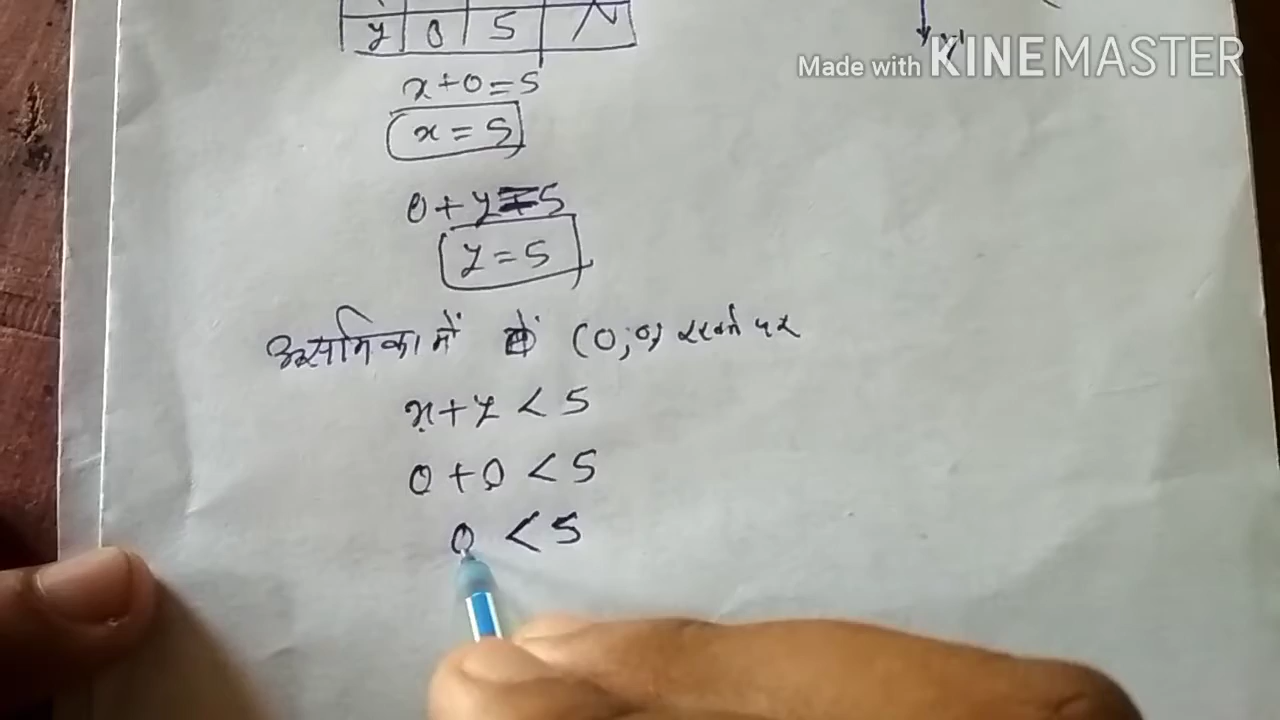 y 0 5
y'
Made with KINEMASTER
x+0=5
x=5
0+y=5
y=5
असमिका में (0,0) रखने पर
x+y < 5
0+0 < 5
0 < 5